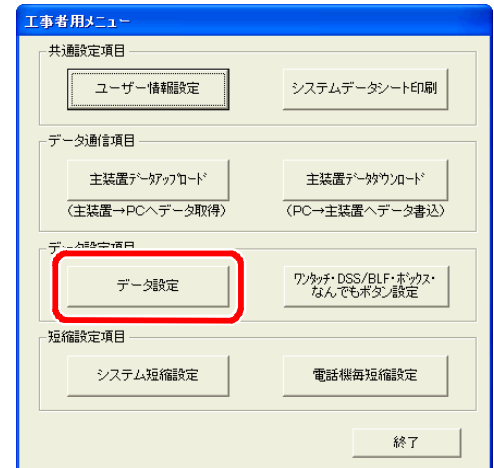 工事者用メニュー
共通設定項目
ユーザー情報設定
システムデータシート印刷
データ通信項目
主装置データアップロード
主装置データダウンロード
(主装置→PCへデータ取得)
(PC→主装置へデータ書込)
データ設定項目
データ設定
ワンタッチ・DSS/BLF・ボックス・
なんでもボタン設定
短縮設定項目
システム短縮設定
電話機毎短縮設定
終了